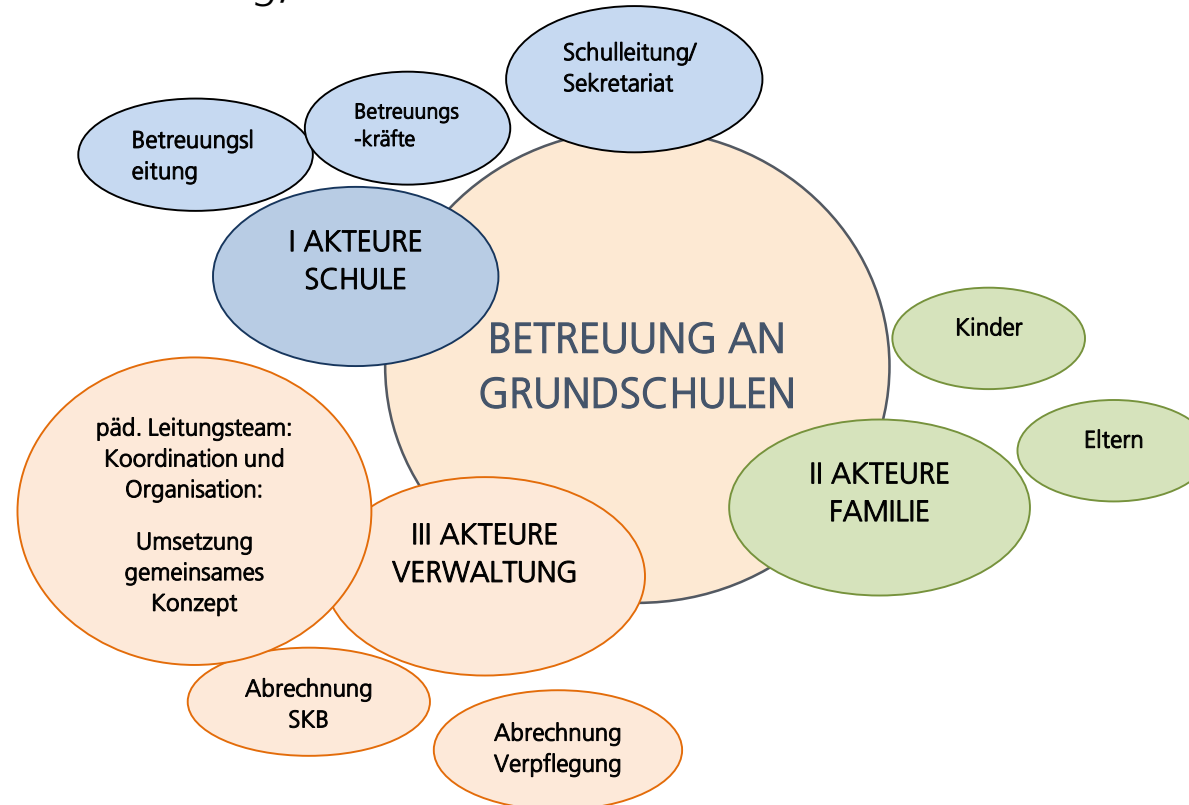 Schulleitung/
Sekretariat
Betreuungs
-kräfte
Betreuungsl
eitung
I AKTEURE
SCHULE
BETREUUNG AN
GRUNDSCHULEN
Kinder
Eltern
II AKTEURE
FAMILIE
päd. Leitungsteam:
Koordination und
Organisation:
Umsetzung
gemeinsames
Konzept
III AKTEURE
VERWALTUNG
Abrechnung
SKB
Abrechnung
Verpflegung